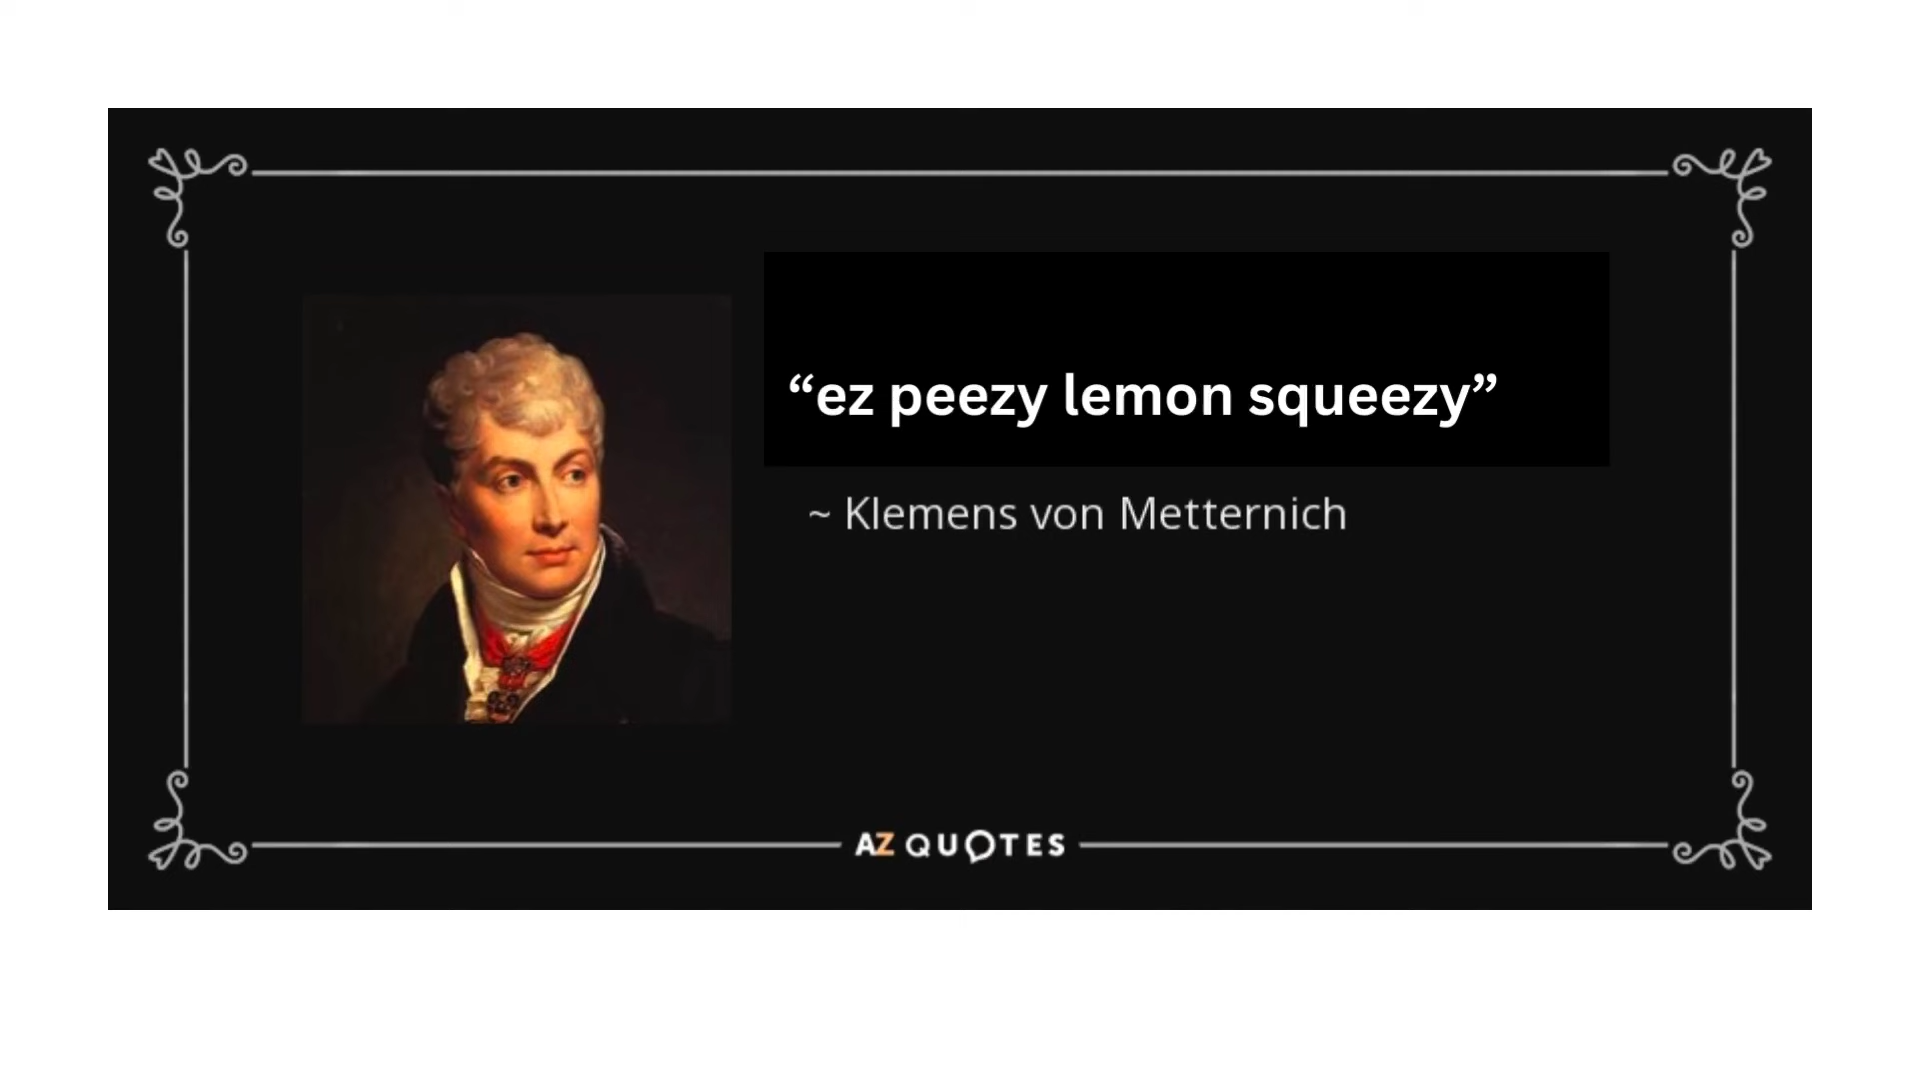 “ez peezy lemon squeezy”
~ Klemens von Metternich
AZ QUOTES